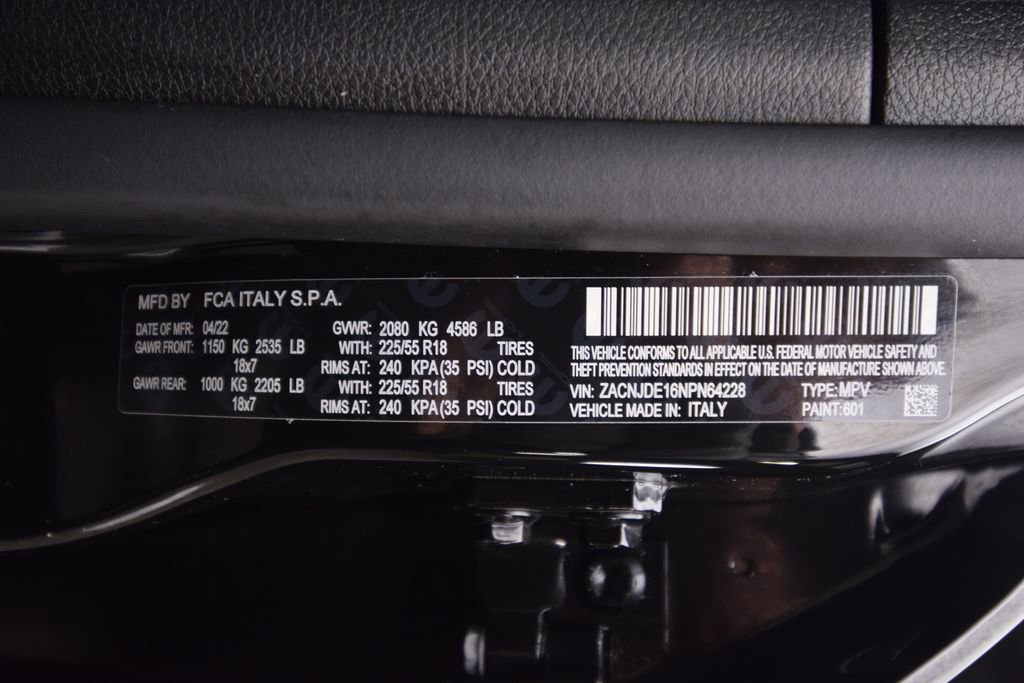 MFD BY FCA ITALY S.P.A.
DATE OF MFR: 04/22 GVWR: 2080 KG 4586 LB
GAWR FRONT: 1150 KG 2535 LB WITH: 225/55 R18 TIRES
18x7 RIMS AT: 240 KPA(35 PSI) COLD
GAWR REAR: 1000 KG 2205 LB WITH: 225/55 R18 TIRES
18x7 RIMS AT: 240 KPA(35 PSI) COLD
THIS VEHICLE CONFORMS TO ALL APPLICABLE U.S. FEDERAL MOTOR VEHICLE SAFETY AND
THEFT PREVENTION STANDARDS IN EFFECT ON THE DATE OF MANUFACTURE SHOWN ABOVE.
VIN: ZACNJDE16NPN64228 TYPE: MPV
VEHICLE MADE IN: ITALY PAINT: 601